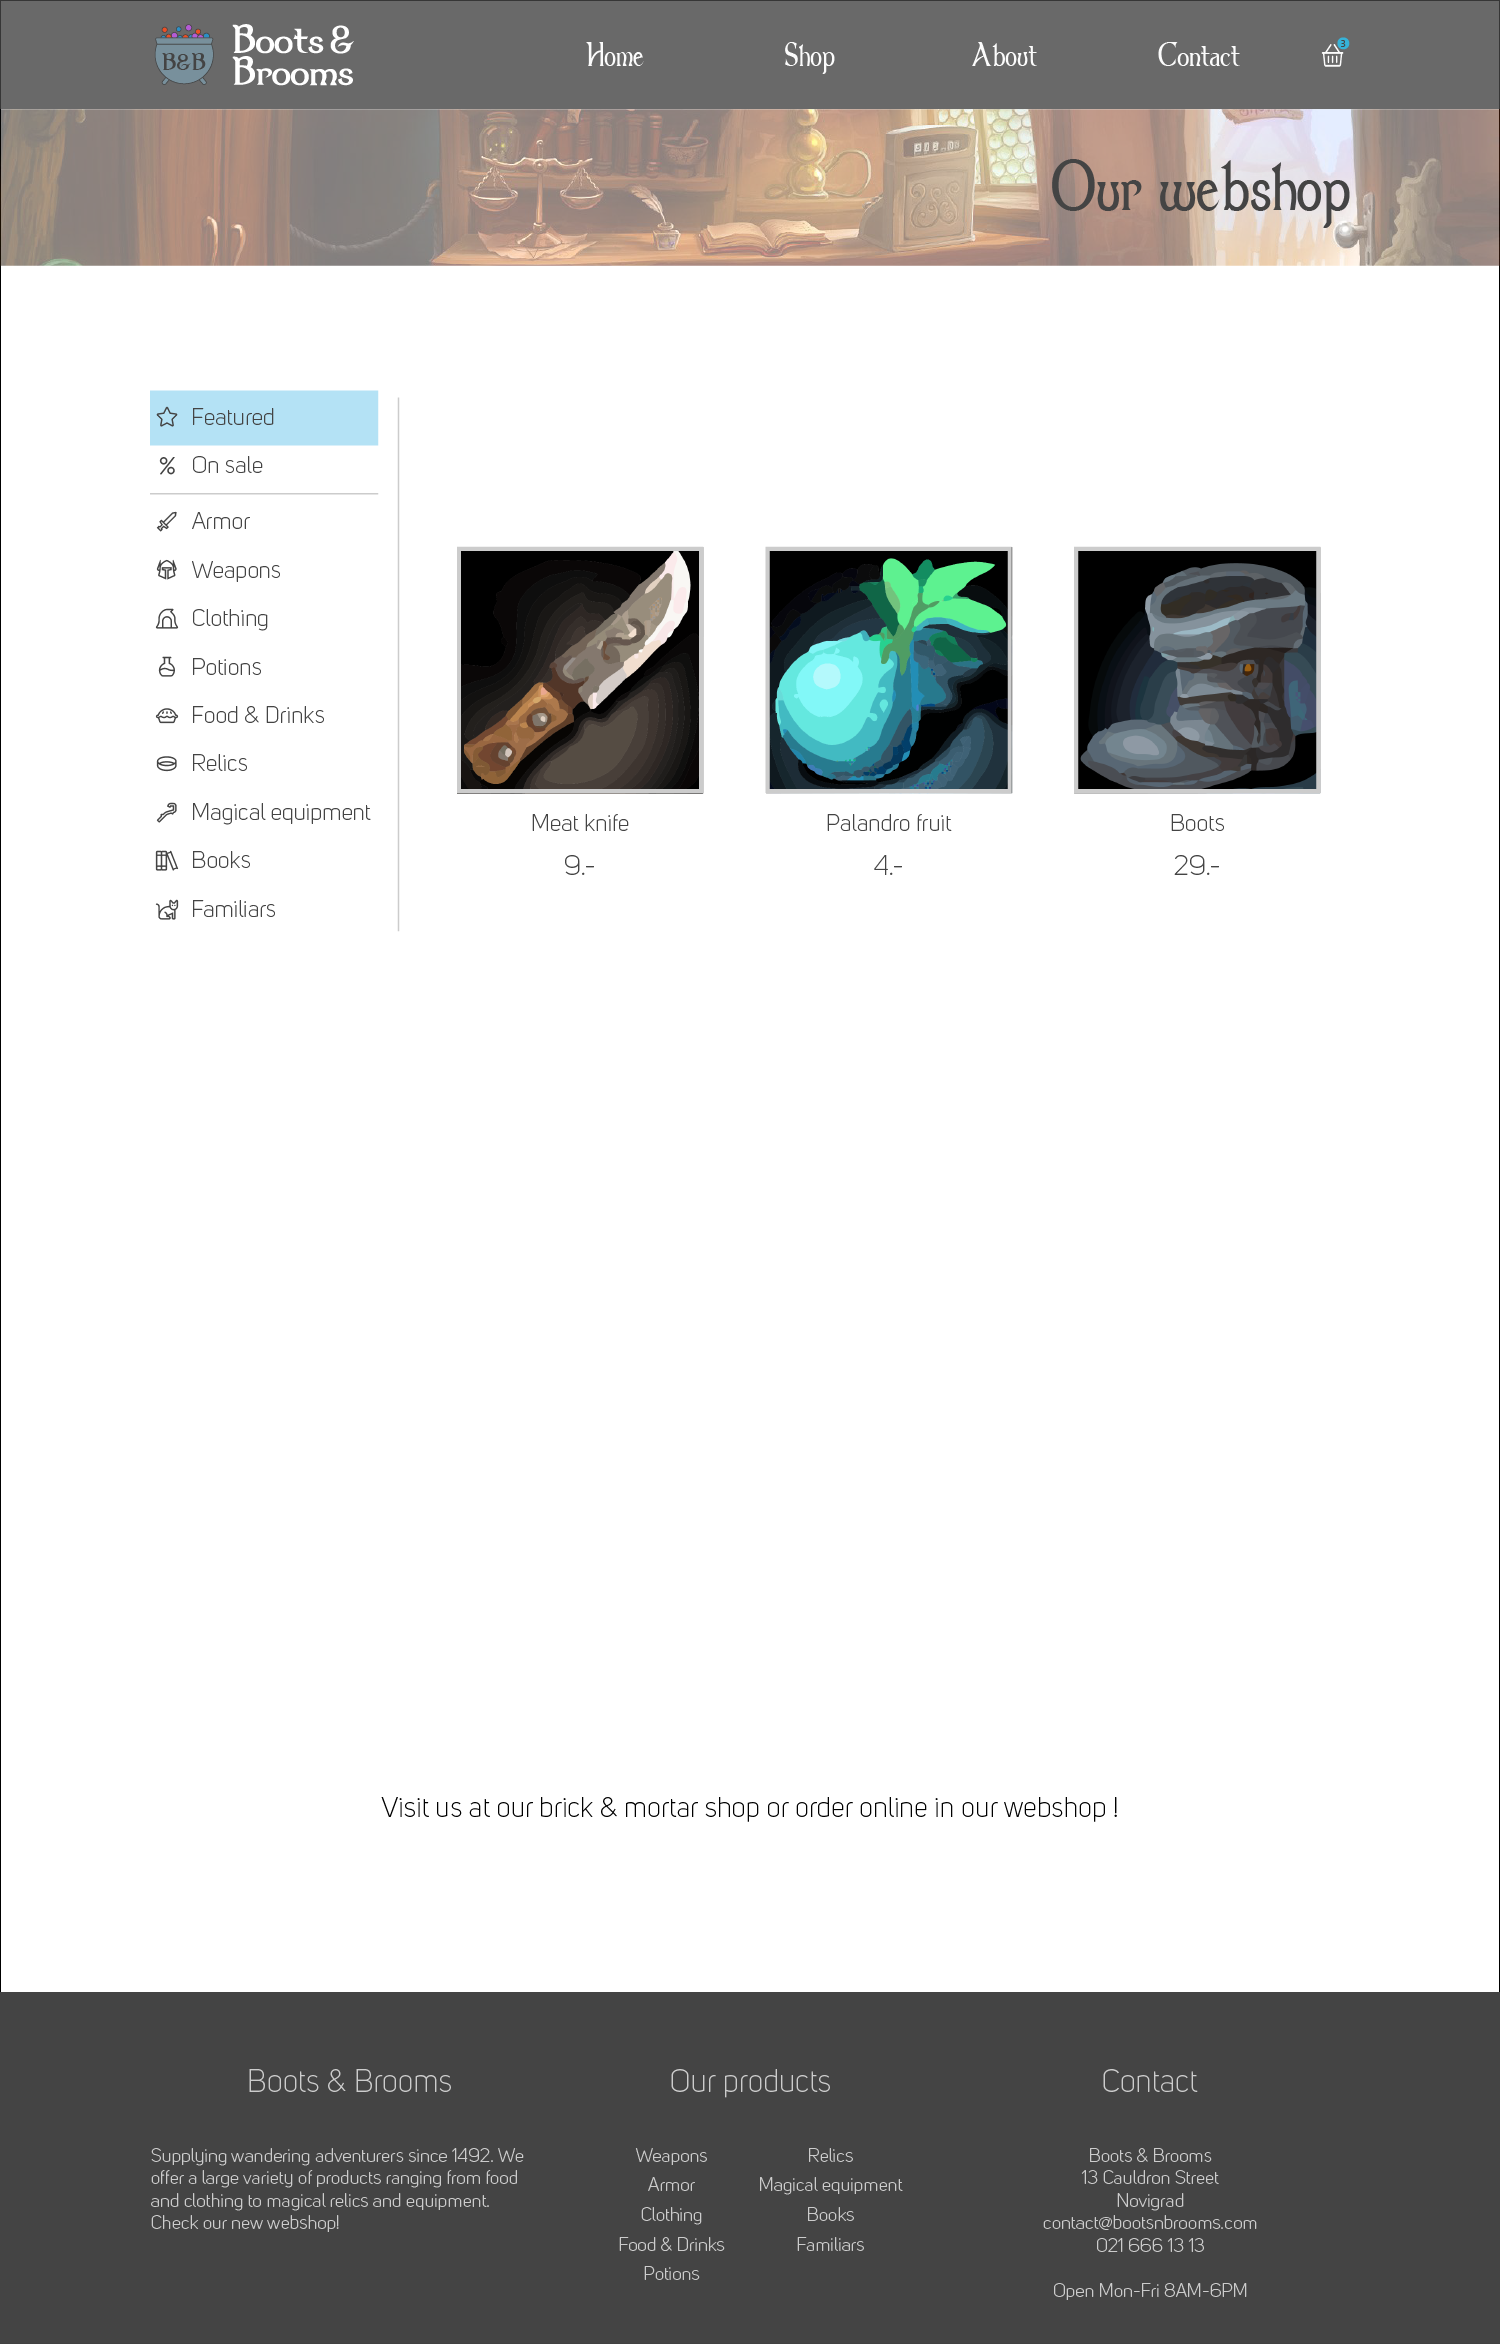 B&B
Boots &
Brooms
Home
Shop
About
Contact
3
Our webshop
Featured
On sale
Armor
Weapons
Clothing
Potions
Food & Drinks
Relics
Magical equipment
Books
Familiars
Meat knife
9.-
Palandro fruit
4.-
Boots
29.-
Visit us at our brick & mortar shop or order online in our webshop !
Boots & Brooms
Supplying wandering adventurers since 1492. We
offer a large variety of products ranging from food
and clothing to magical relics and equipment.
Check our new webshop!
Our products
Weapons
Armor
Clothing
Food & Drinks
Potions
Relics
Magical equipment
Books
Familiars
Contact
Boots & Brooms
13 Cauldron Street
Novigrad
contact@bootsnbrooms.com
021 666 13 13
Open Mon-Fri 8AM-6PM